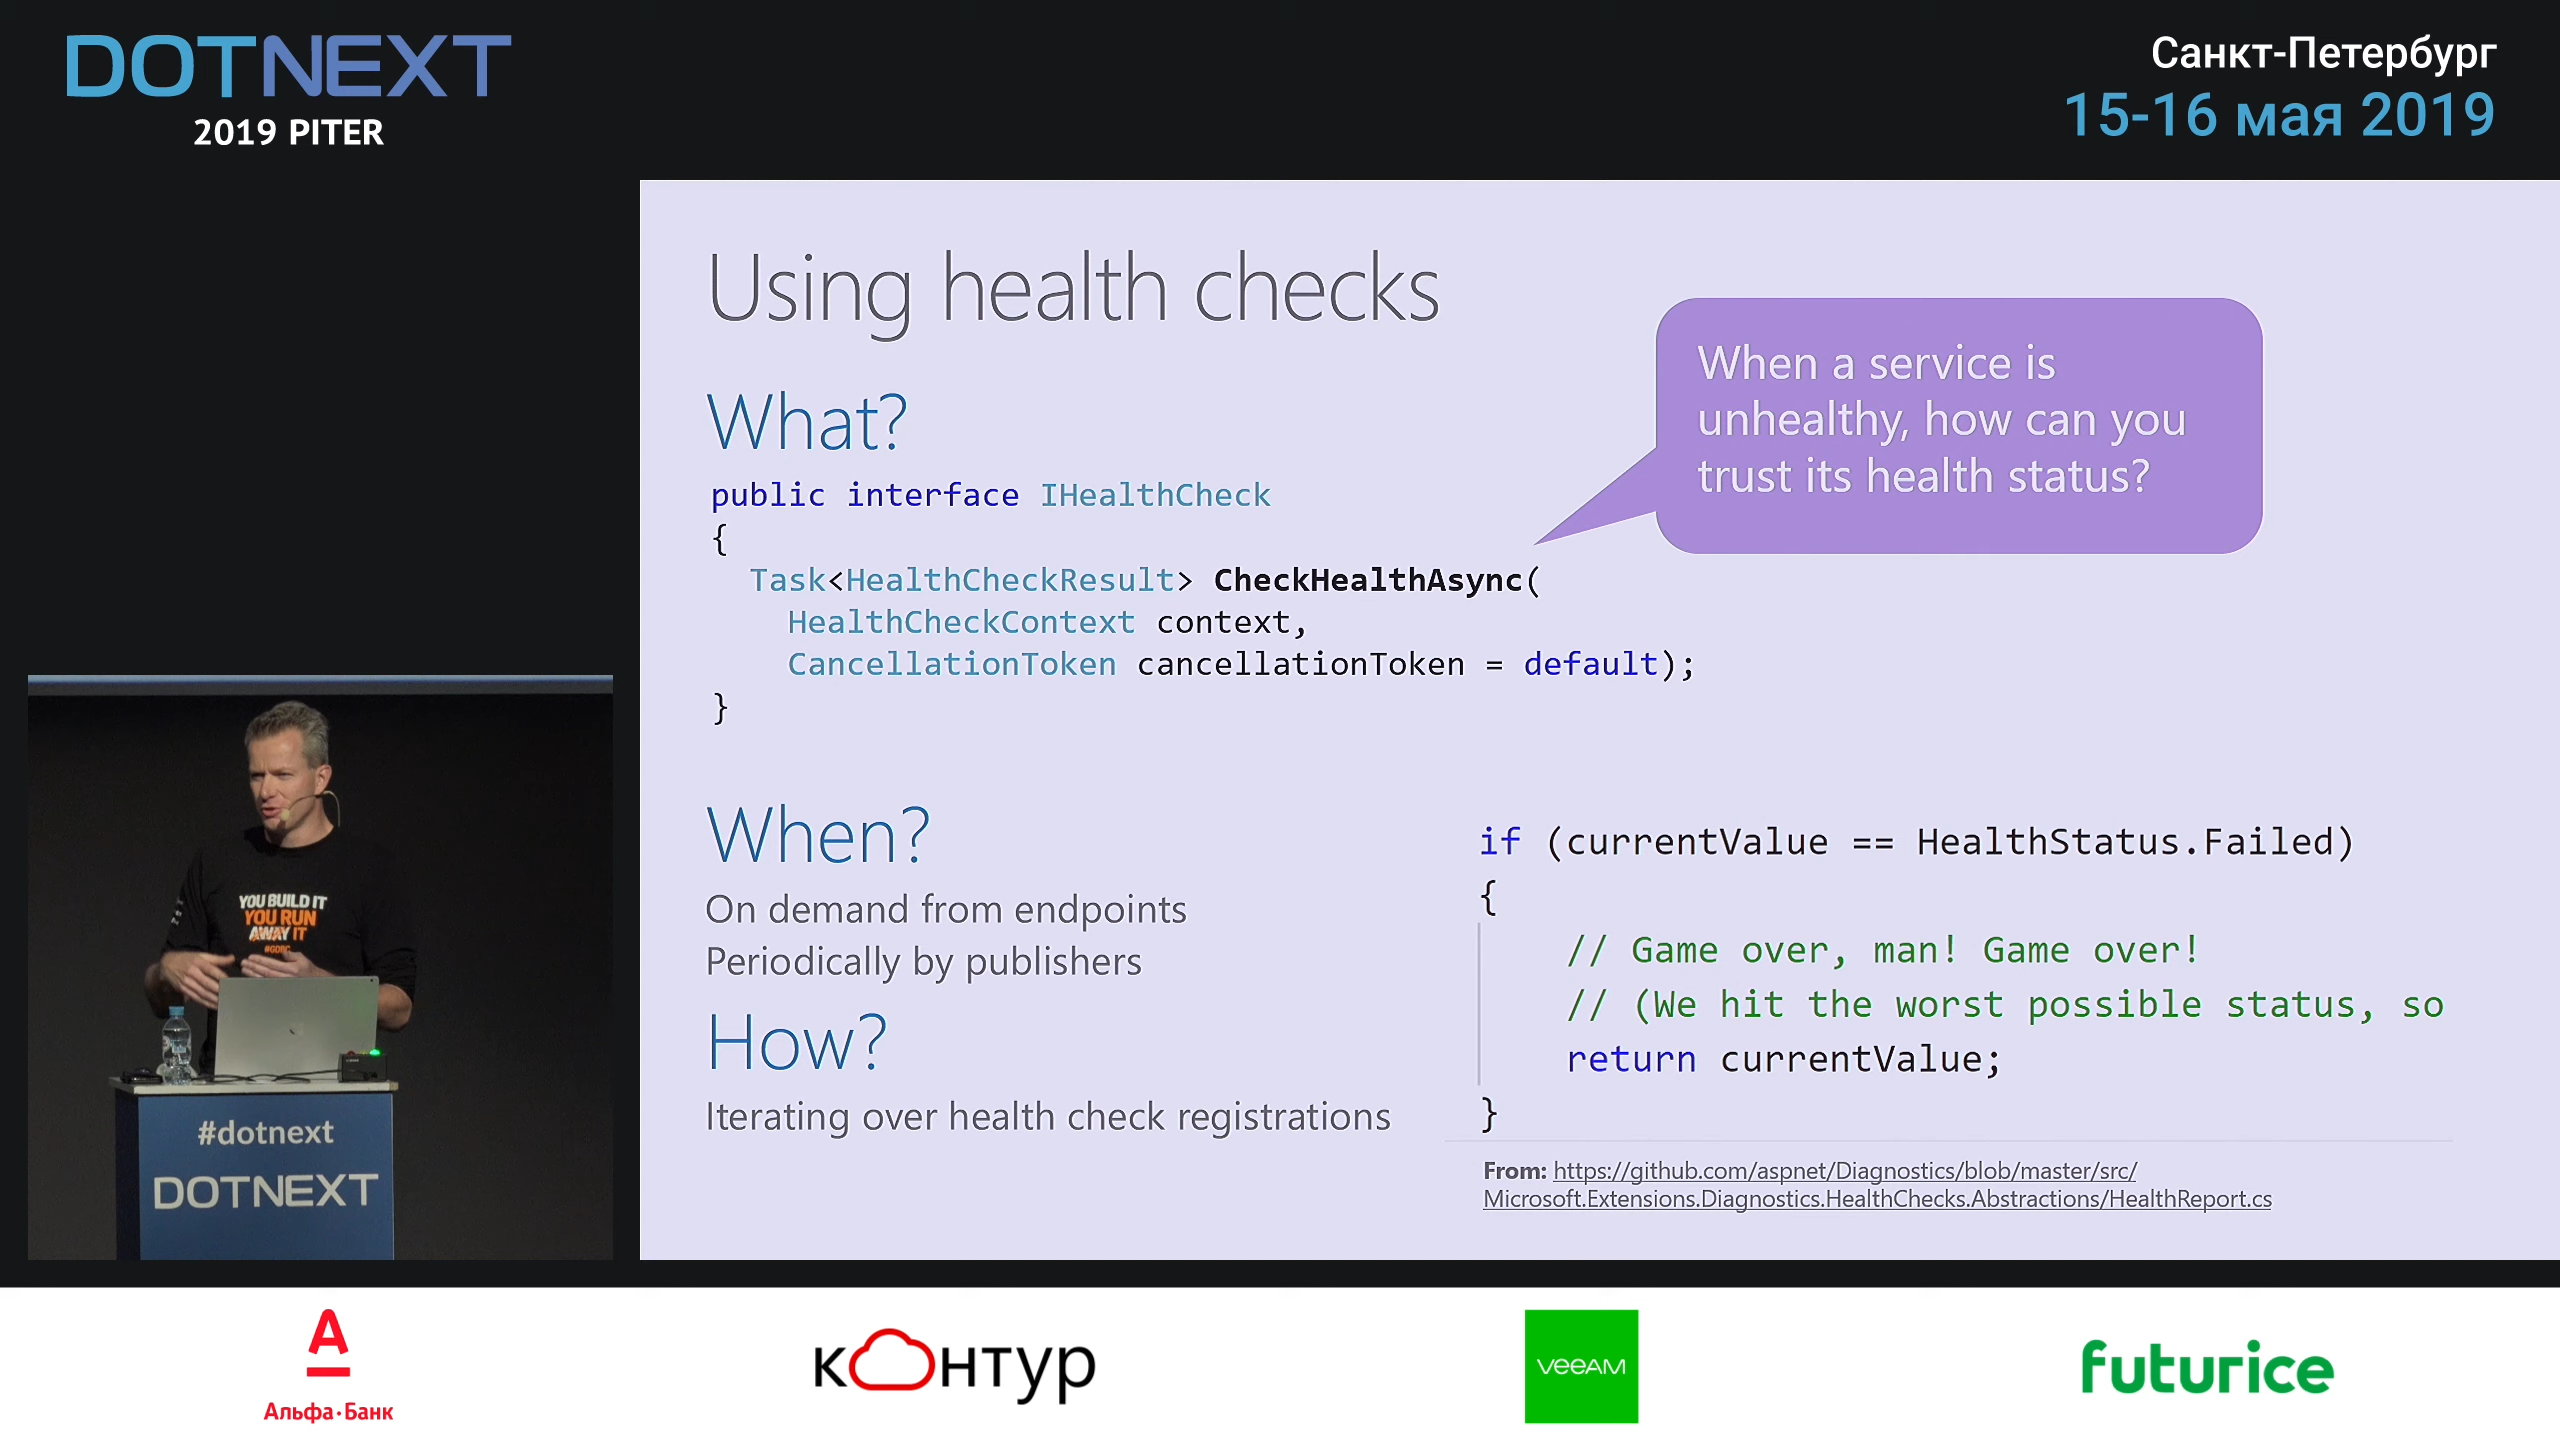 DOTNEXT
2019 PITER
Санкт-Петербург
15-16 мая 2019
Using health checks
What?
public interface IHealthCheck
{
Task<HealthCheckResult> CheckHealthAsync(
HealthCheckContext context,
CancellationToken cancellationToken = default);
}
When a service is
unhealthy, how can you
trust its health status?
When?
On demand from endpoints
Periodically by publishers
How?
Iterating over health check registrations
if (currentValue == HealthStatus.Failed)
{
// Game over, man! Game over!
// (We hit the worst possible status, so
return currentValue;
}
From: https://github.com/aspnet/Diagnostics/blob/master/src/
Microsoft.Extensions.Diagnostics.HealthChecks.Abstractions/HealthReport.cs
YOU BUILD IT
YOU RUN
AWAY IT
#GDBC
#dotnext
DOTNEXT
Альфа·Банк
контур
veeAM
futurice